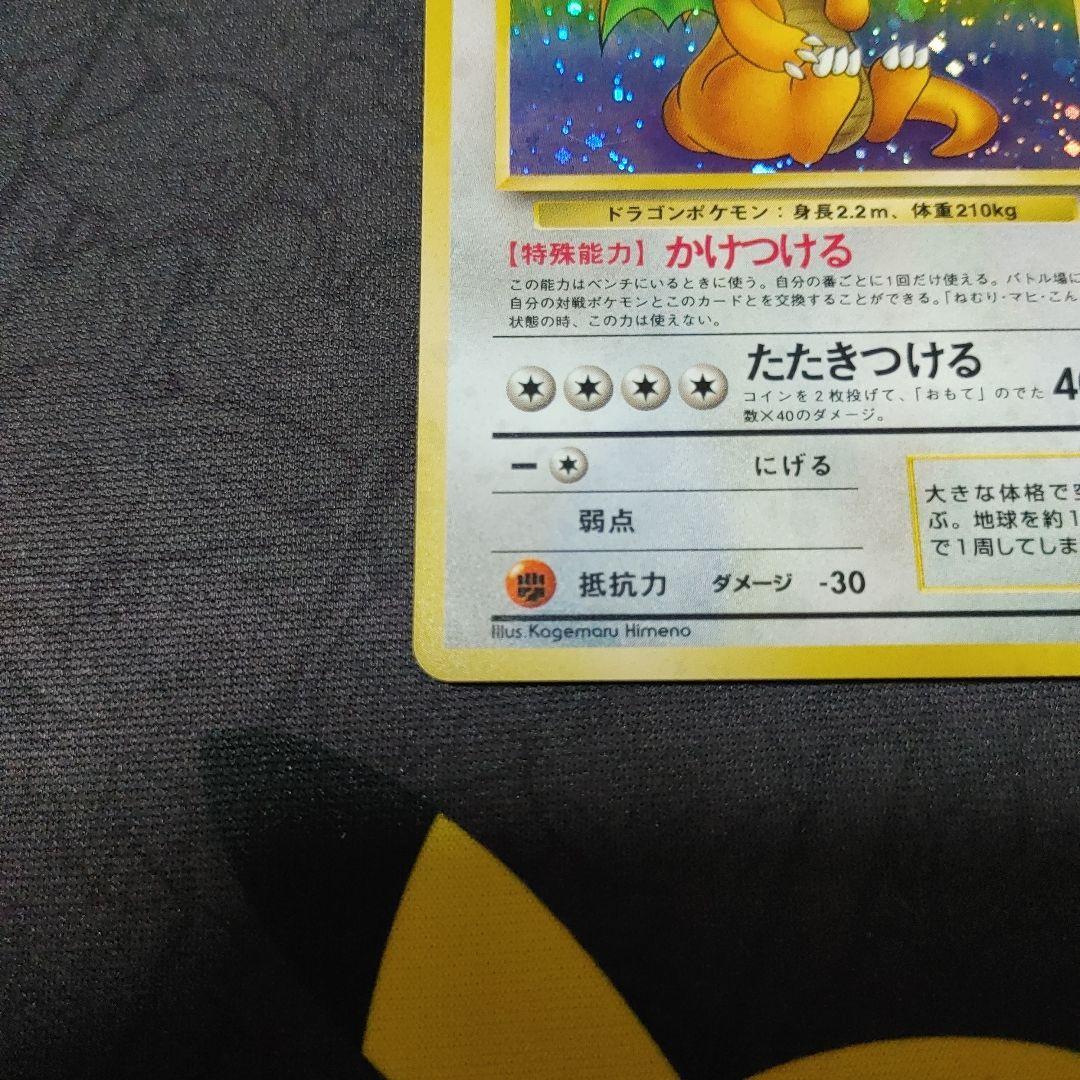 ドラゴンポケモン：身長2.2m、体重210kg
【特殊能力】かけつける
この能力はベンチにいるときに使う。自分の番ごとに1回だけ使える。バトル場に
自分の対戦ポケモンとこのカードとを交換することができる。「ねむり・マヒ・こん
状態の時、この力は使えない。
たたきつける
コインを2枚投げて、「おもて」のでた
数×40のダメージ。
4
ー にげる
弱点
抵抗力 ダメージ -30
大きな体格で
ぶ。地球を約1
で1周してしま
Illus.Kagemaru Himeno